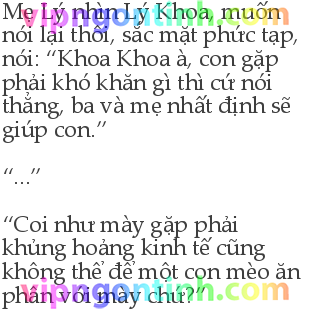 Mẹ Lý nhìn Lý Khoa, muốn
nói lại thôi, sắc mặt phức tạp,
nói: “Khoa Khoa à, con gặp
phải khó khăn gì thì cứ nói
thẳng, ba và mẹ nhất định sẽ
giúp con.”
“...”
“Coi như mày gặp phải
khủng hoảng kinh tế cũng
không thể để một con mèo ăn
phân với mày chứ?”
vipngontinh.com
vipngontinh.com